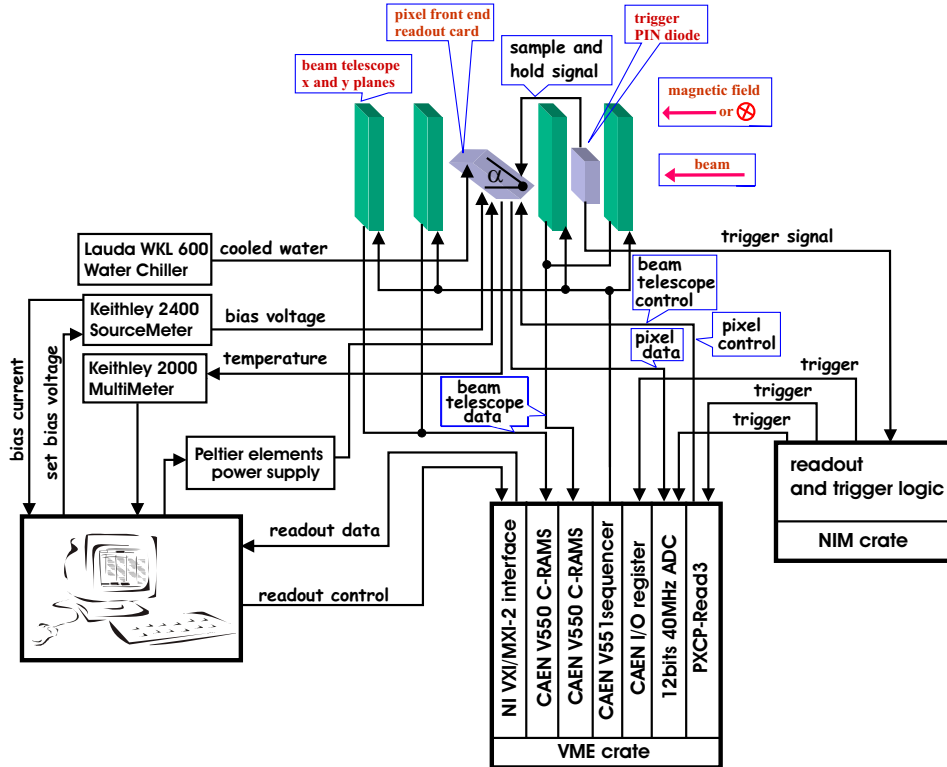 pixel front end
readout card
trigger
PIN diode
sample and
hold signal
beam telescope
x and y planes
magnetic field
or
beam
α
Lauda WKL 600
Water Chiller
cooled water
trigger signal
beam
telescope
control
Keithley 2400
SourceMeter
bias voltage
pixel
data
pixel
control
Keithley 2000
MultiMeter
temperature
trigger
trigger
trigger
bias current
set bias voltage
beam
telescope
data
Peltier elements
power supply
readout
and trigger logic
NIM crate
readout data
readout control
NI VXI/MXI-2 interface
CAEN V550 C-RAMS
CAEN V550 C-RAMS
CAEN V551sequencer
CAEN I/O register
12bits 40MHz ADC
PXCP-Read3
VME crate